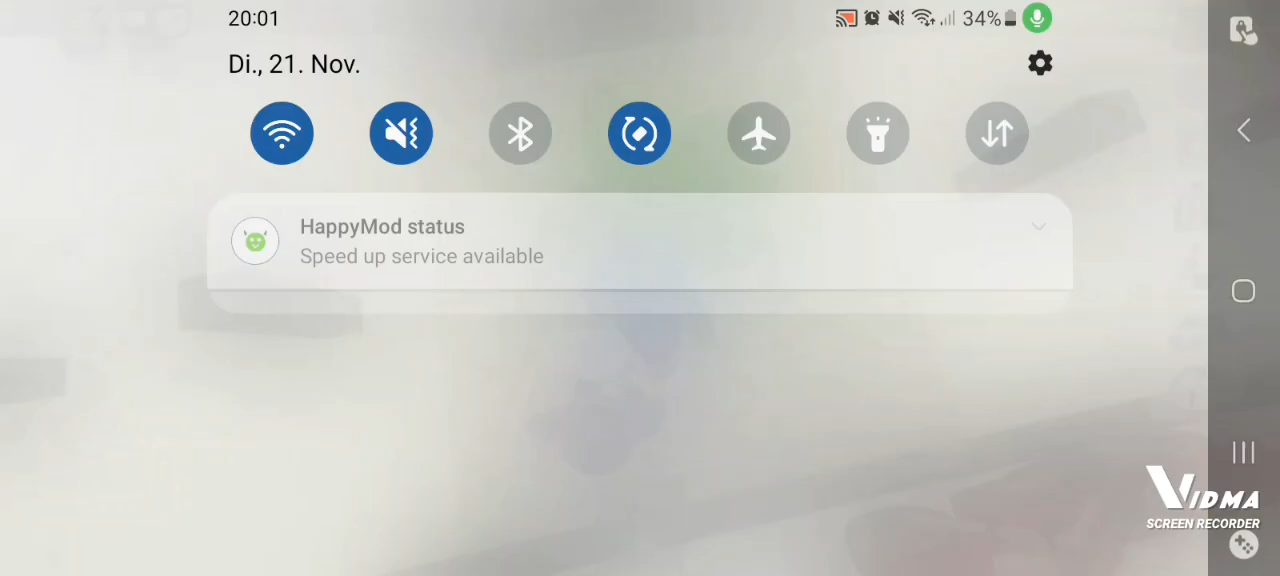 20:01
34%
Di., 21. Nov.
HappyMod status
Speed up service available
VIDMA
SCREEN RECORDER